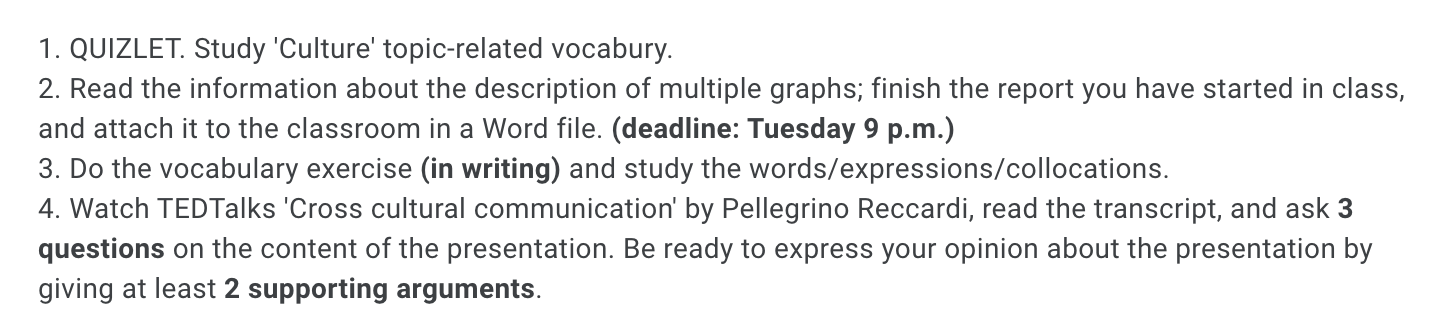 1. QUIZLET. Study 'Culture' topic-related vocabury.
2. Read the information about the description of multiple graphs; finish the report you have started in class,
and attach it to the classroom in a Word file. (deadline: Tuesday 9 p.m.)
3. Do the vocabulary exercise (in writing) and study the words/expressions/collocations.
4. Watch TEDTalks 'Cross cultural communication' by Pellegrino Reccardi, read the transcript, and ask 3
questions on the content of the presentation. Be ready to express your opinion about the presentation by
giving at least 2 supporting arguments.